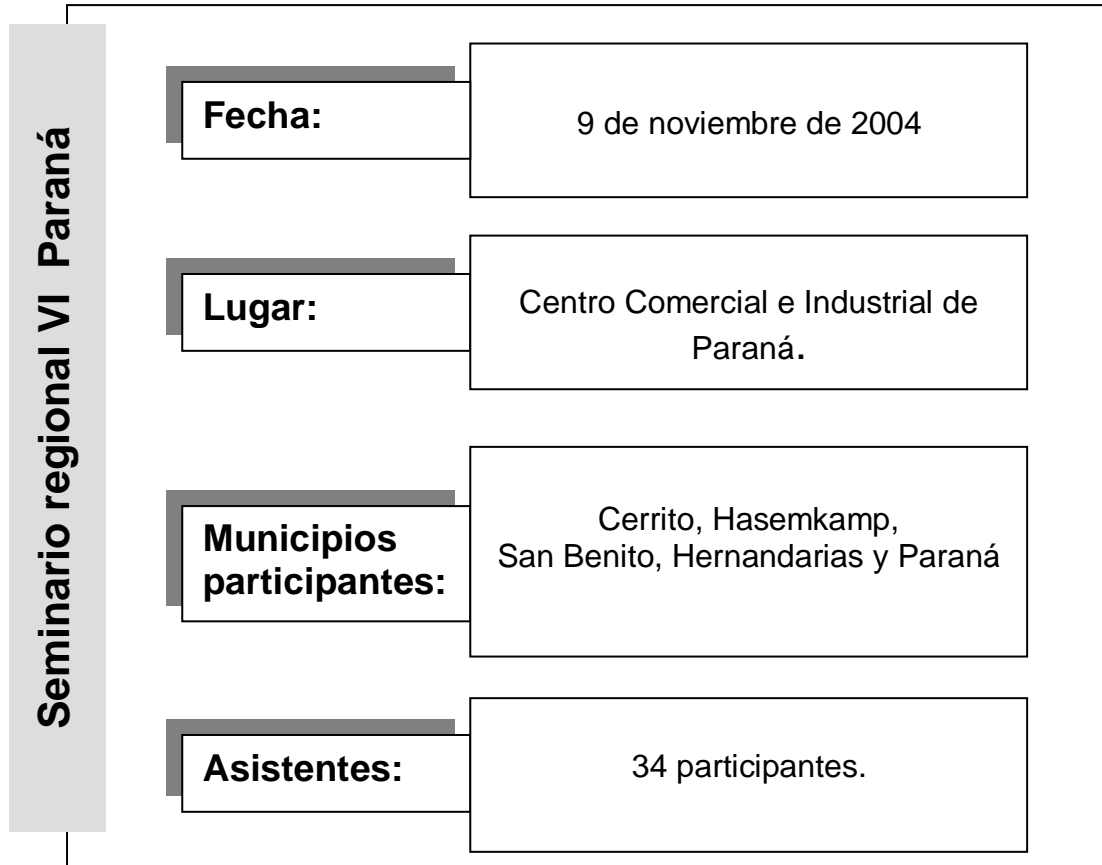 Seminario regional VI Paraná
Fecha:
9 de noviembre de 2004
Lugar:
Centro Comercial e Industrial de
Paraná.
Municipios
participantes:
Cerrito, Hasemkamp,
San Benito, Hernandarias y Paraná
Asistentes:
34 participantes.